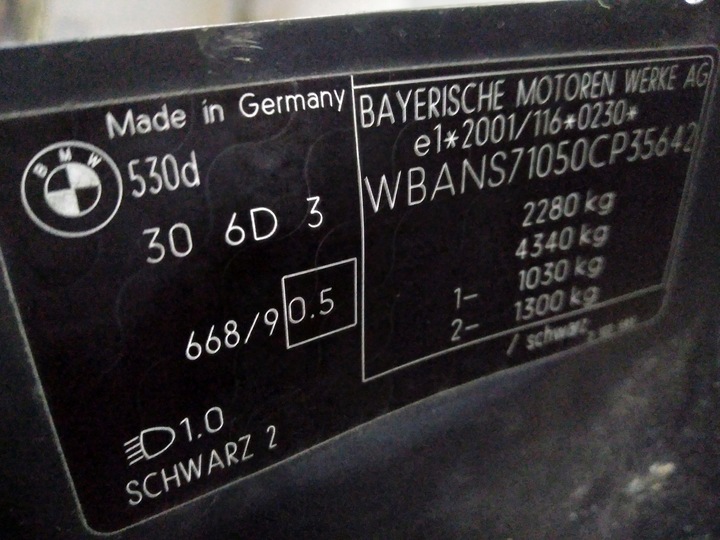 Made in Germany
BMW
530d
30 6D 3
668/9 0.5
1.0
SCHWARZ 2
BAYERISCHE MOTOREN WERKE AG
e1*2001/116*0230*
WBANS71050CP35642
2280 kg
4340 kg
1- 1030 kg
2- 1300 kg
/ schwarz